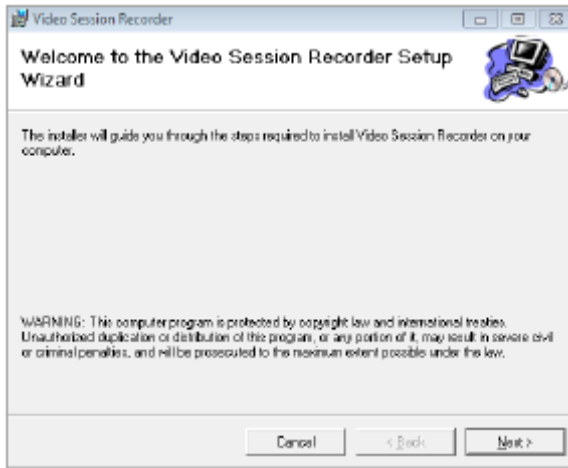 Video Session Recorder
Welcome to the Video Session Recorder Setup
Wizard
The installer will guide you through the steps required to install Video Session Recorder on your
computer.
WARNING: This computer program is protected by copyright law and international treaties.
Unauthorized duplication or distribution of this program, or any portion of it, may result in severe civil
or criminal penalties, and will be prosecuted to the maximum extent possible under the law.
Cancel
< Back
Next >